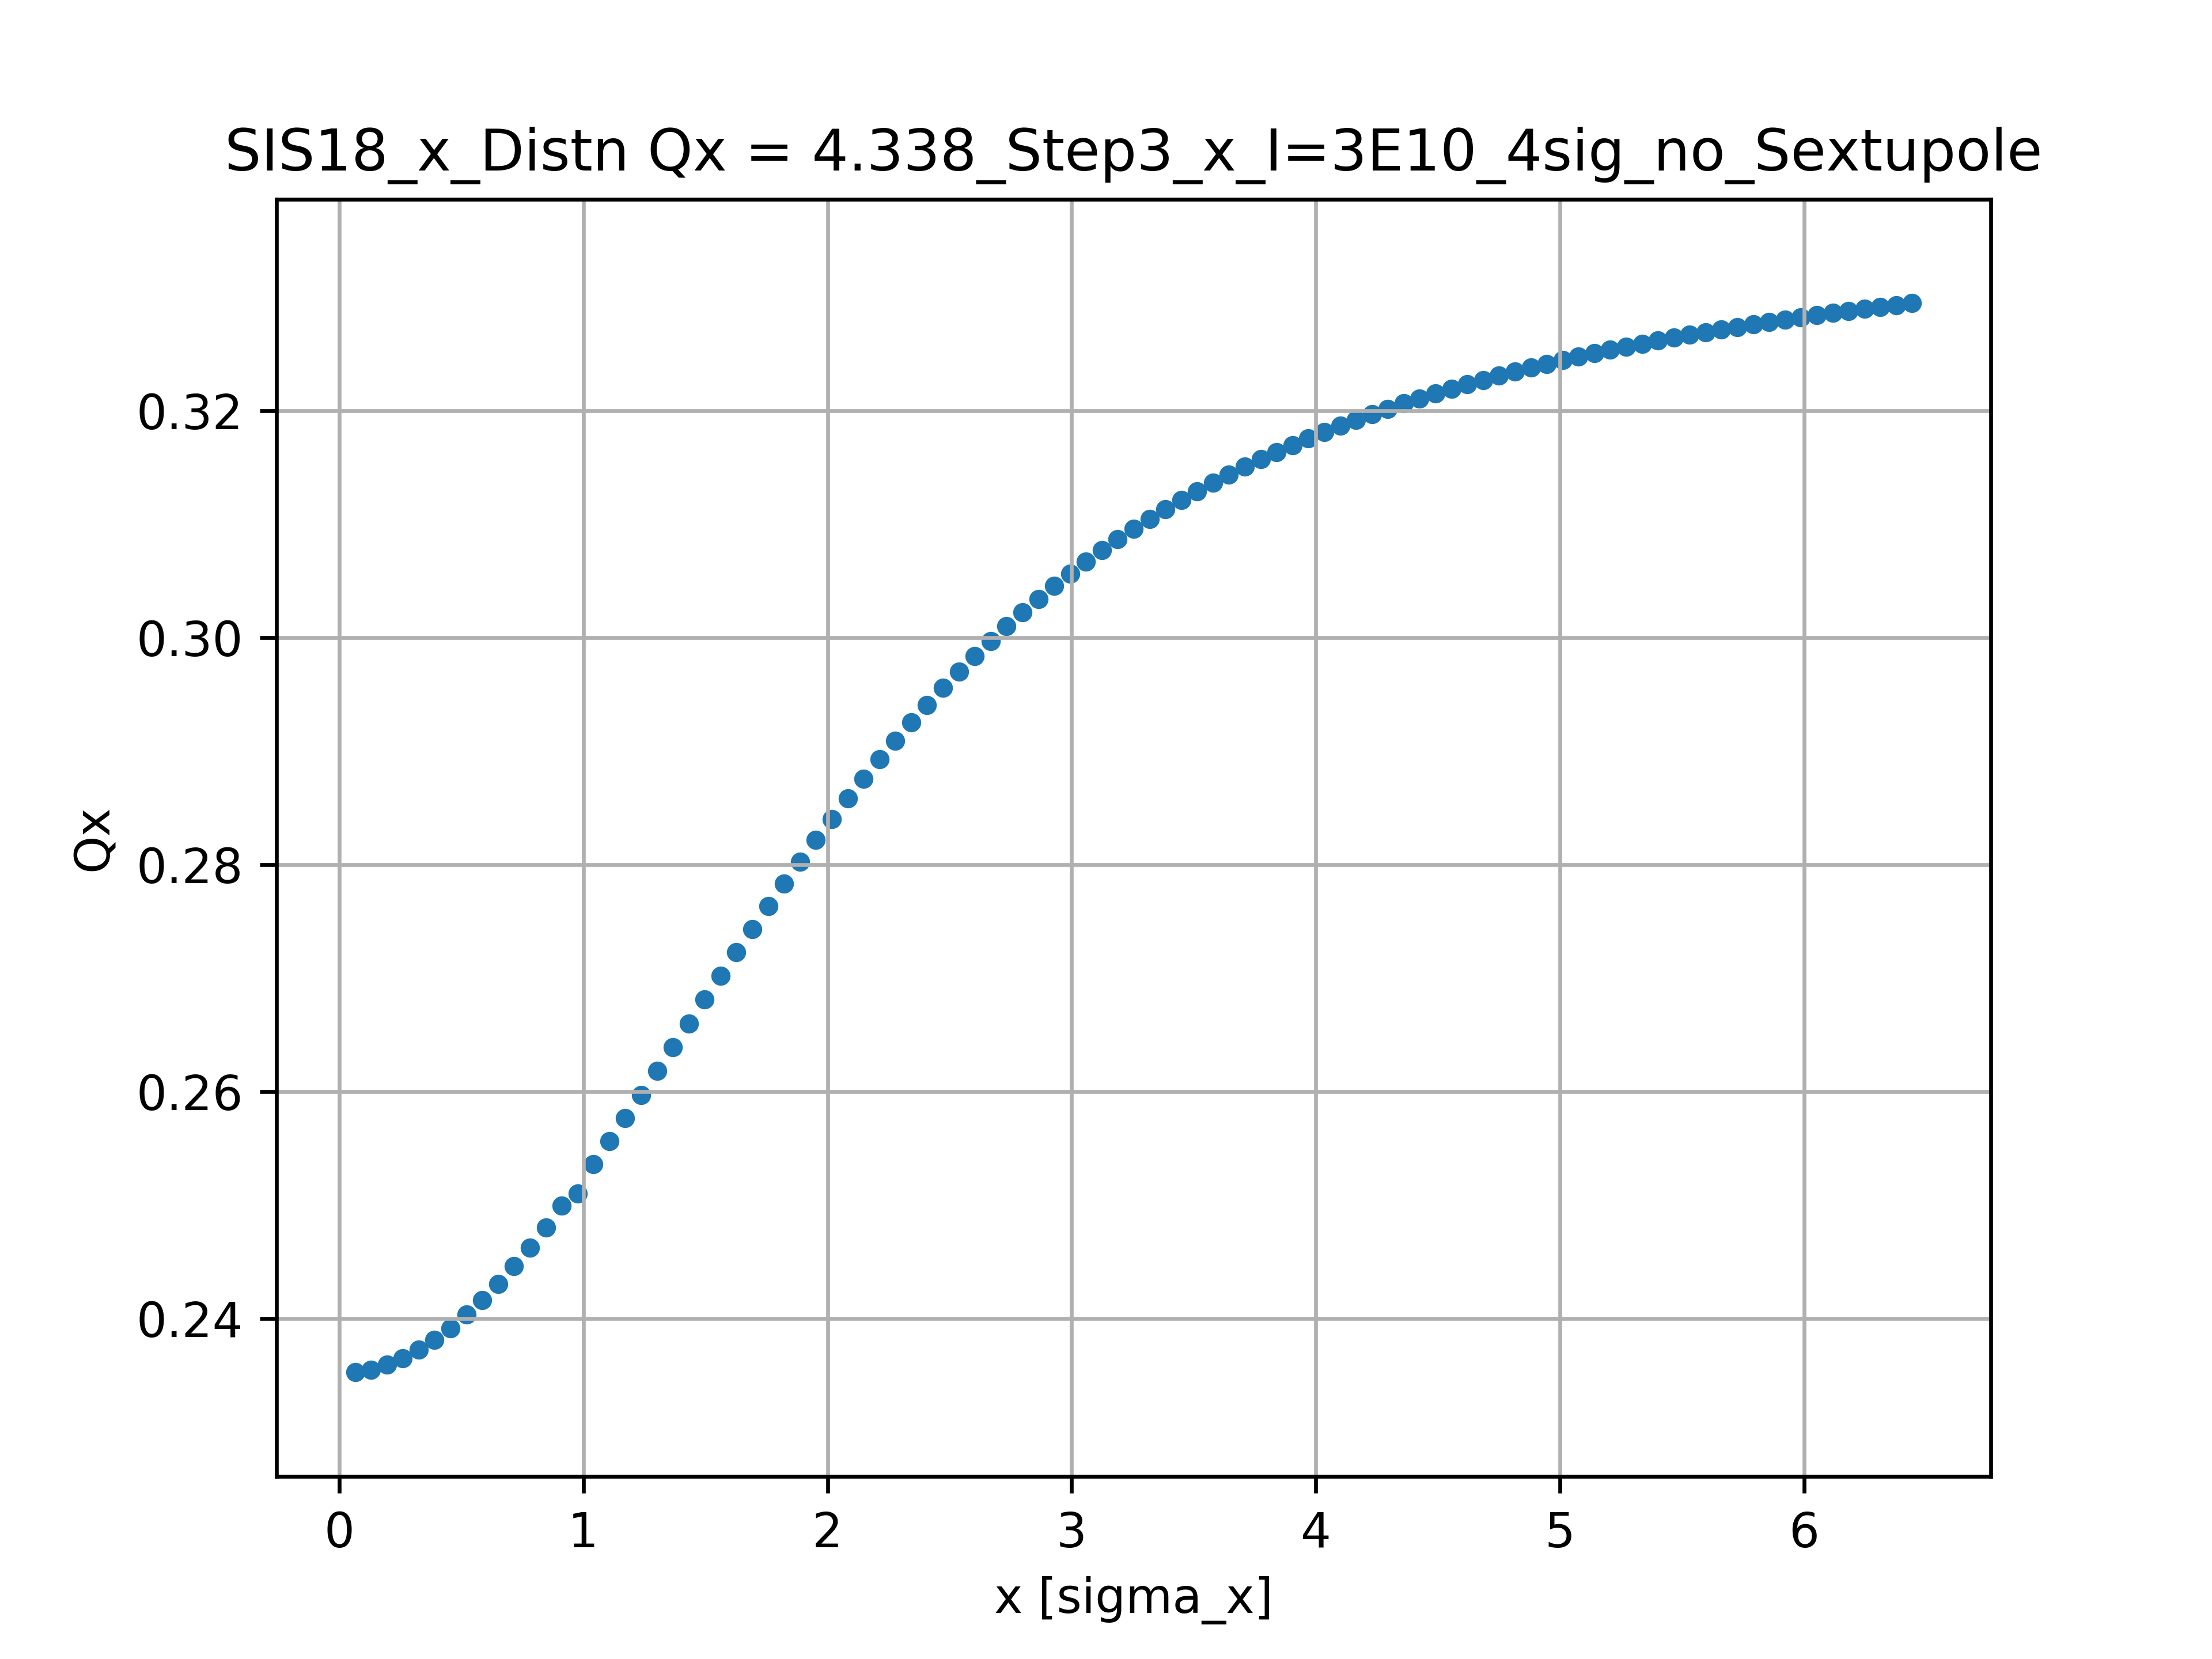 SIS18_x_Distn Qx = 4.338_Step3_x_I=3E10_4sig_no_Sextupole
0.32
0.30
0.28
0.26
0.24
Qx
0 1 2 3 4 5 6
x [sigma_x]